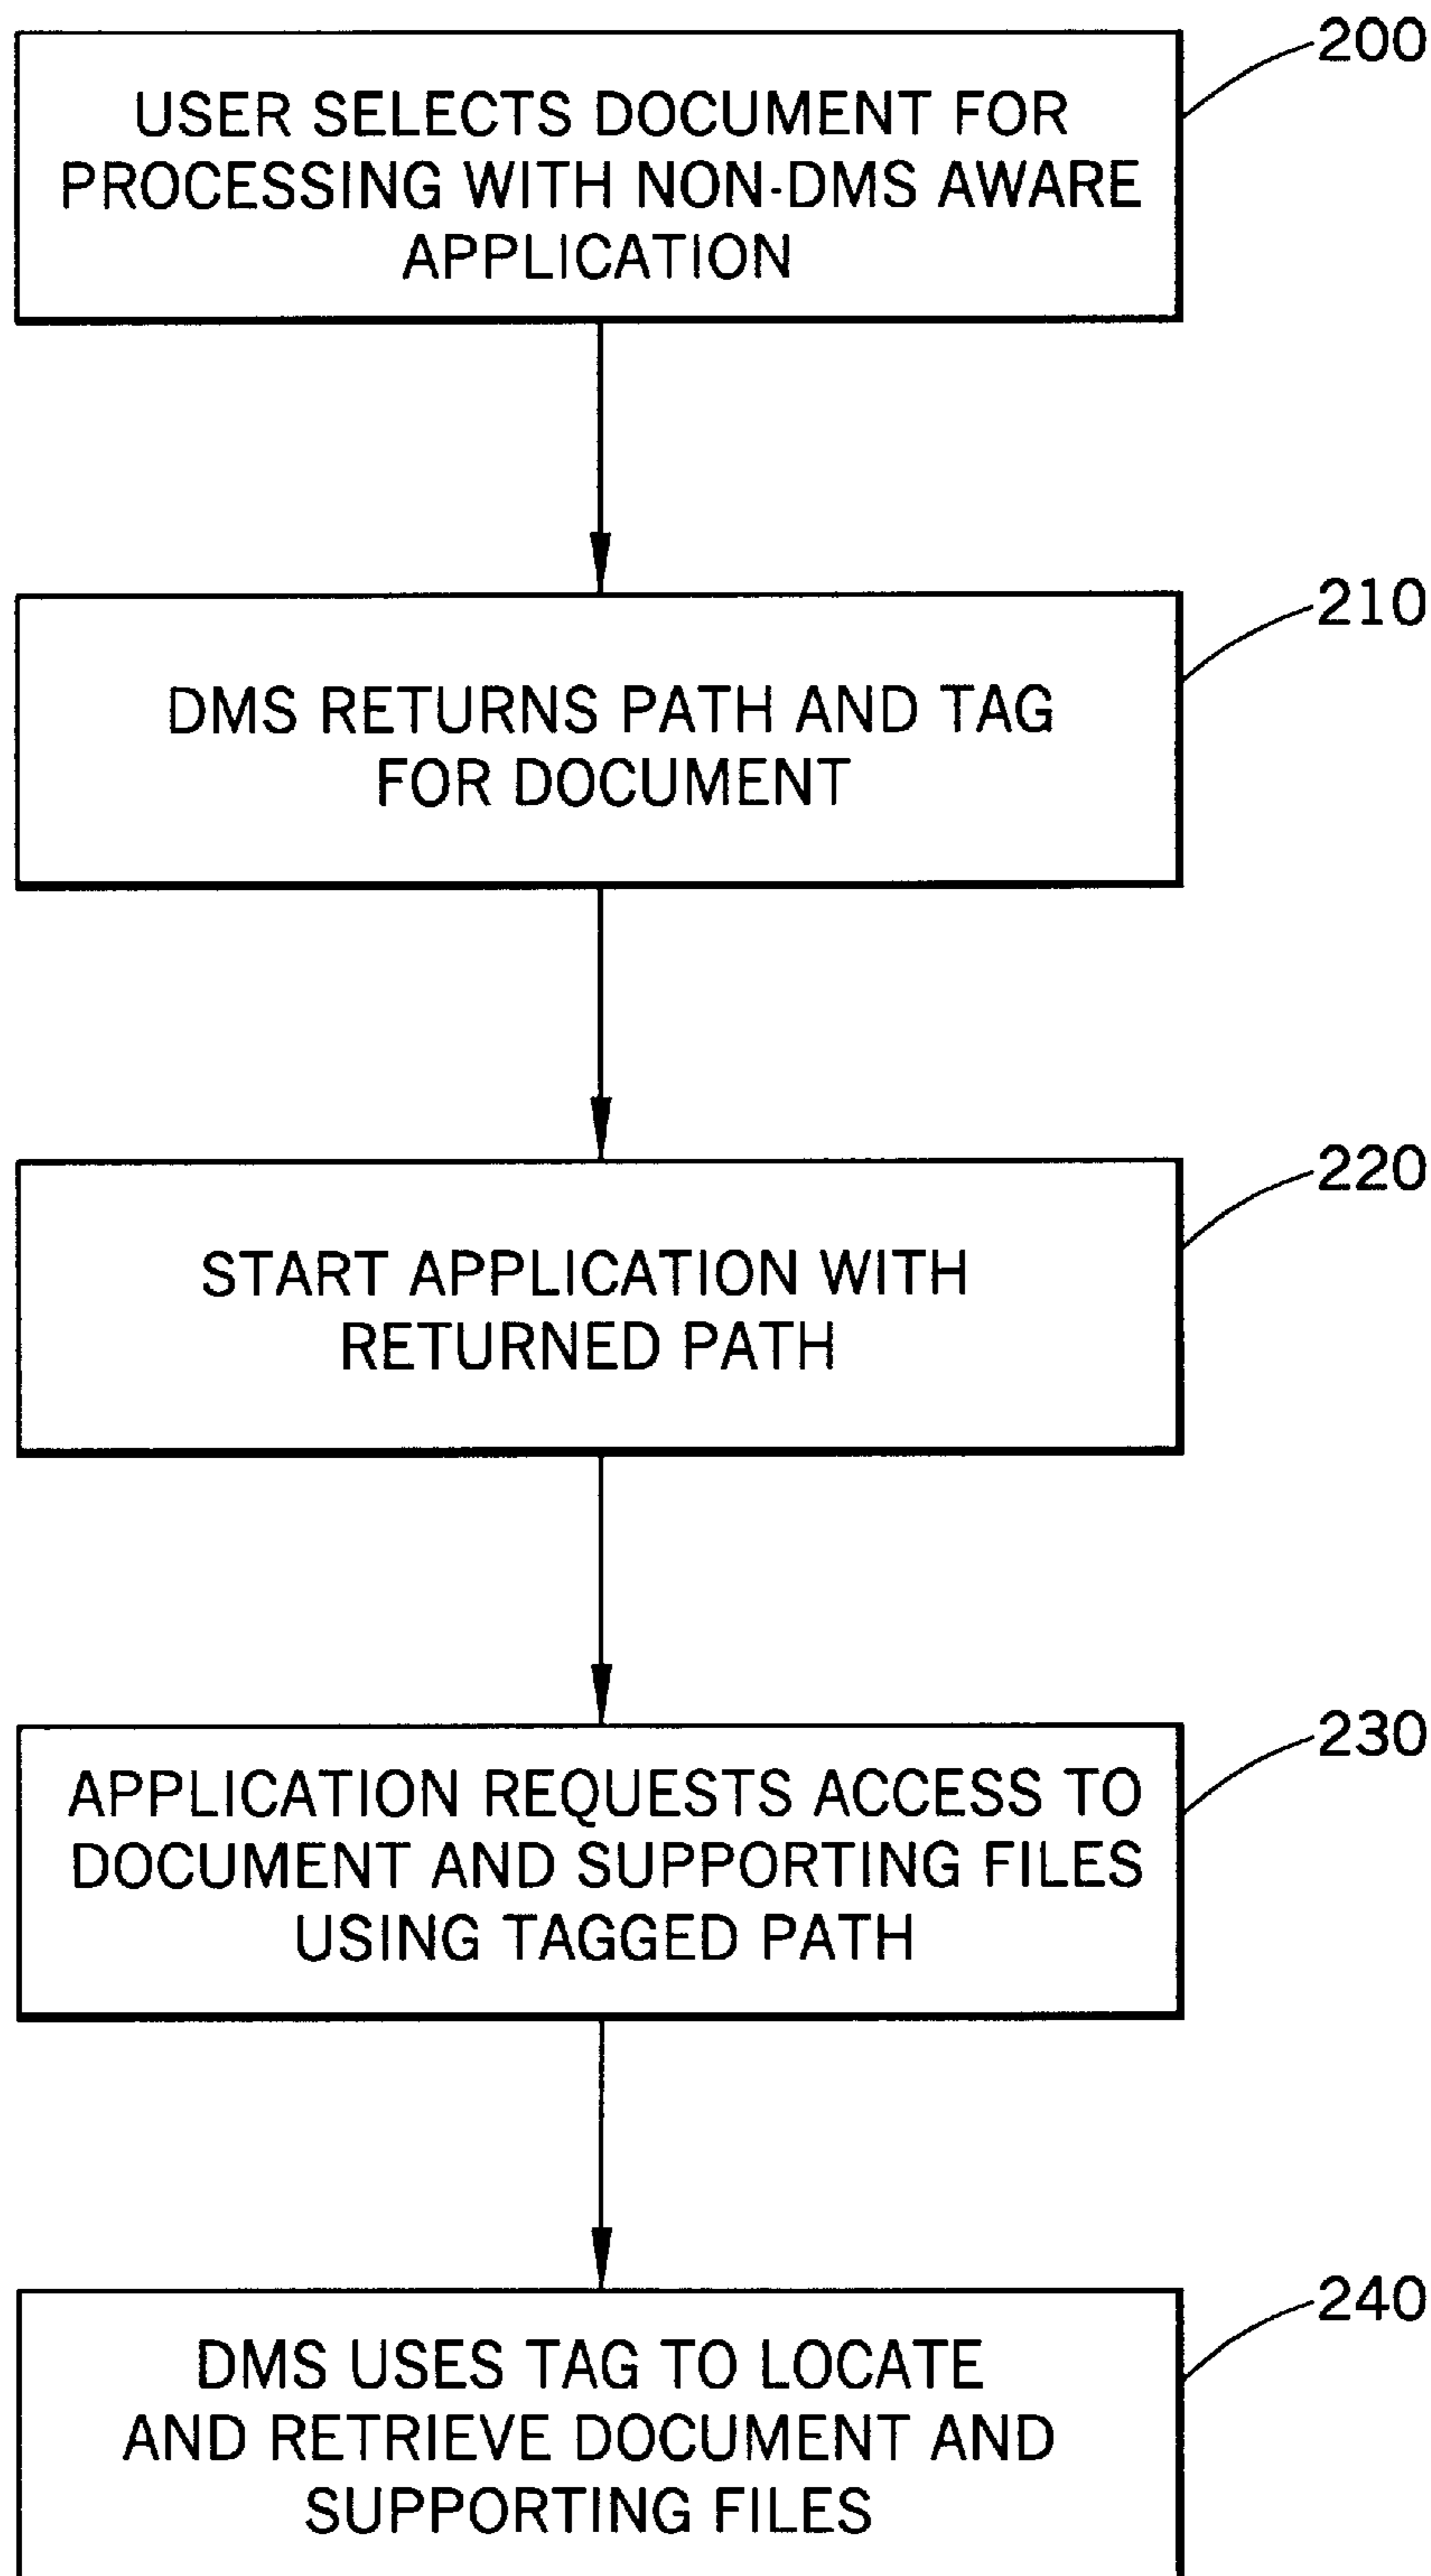 200
USER SELECTS DOCUMENT FOR
PROCESSING WITH NON-DMS AWARE
APPLICATION
210
DMS RETURNS PATH AND TAG
FOR DOCUMENT
220
START APPLICATION WITH
RETURNED PATH
230
APPLICATION REQUESTS ACCESS TO
DOCUMENT AND SUPPORTING FILES
USING TAGGED PATH
240
DMS USES TAG TO LOCATE
AND RETRIEVE DOCUMENT AND
SUPPORTING FILES